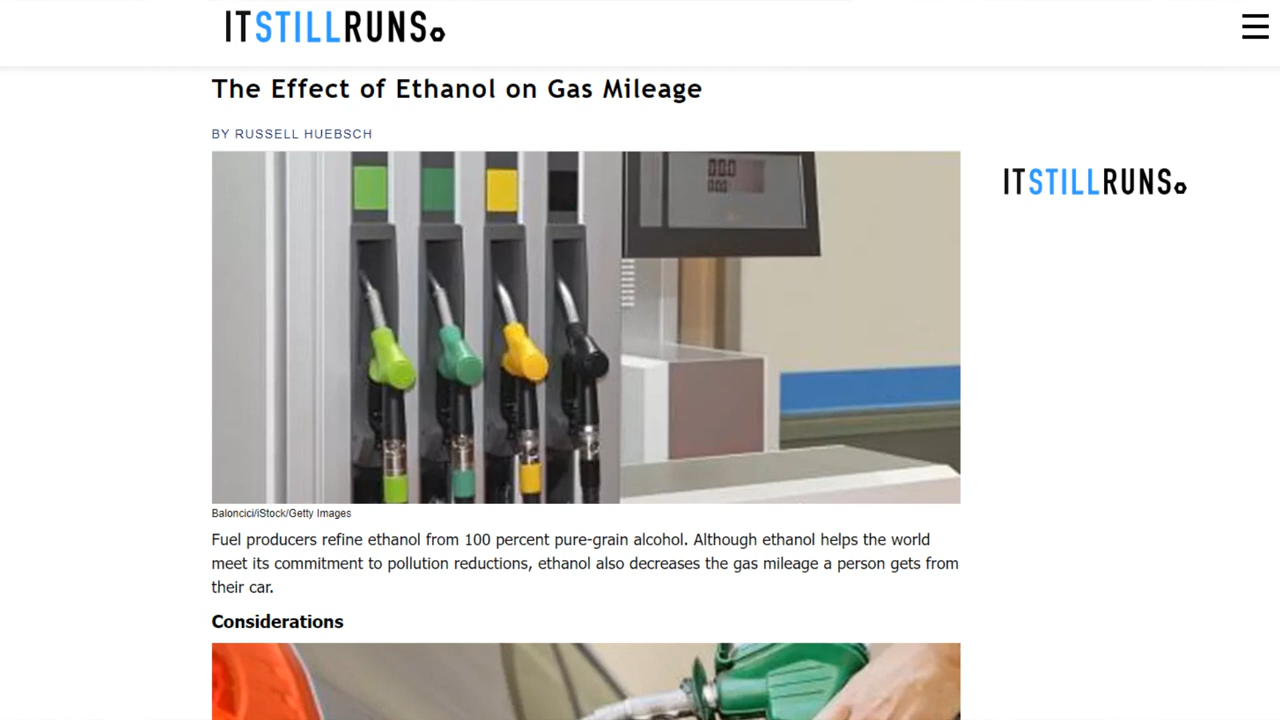 ITSTILLRUNS
The Effect of Ethanol on Gas Mileage
BY RUSSELL HUEBSCH
ITSTILLRUNS
000
000
Baloncici/iStock/Getty Images
Fuel producers refine ethanol from 100 percent pure-grain alcohol. Although ethanol helps the world
meet its commitment to pollution reductions, ethanol also decreases the gas mileage a person gets from
their car.
Considerations